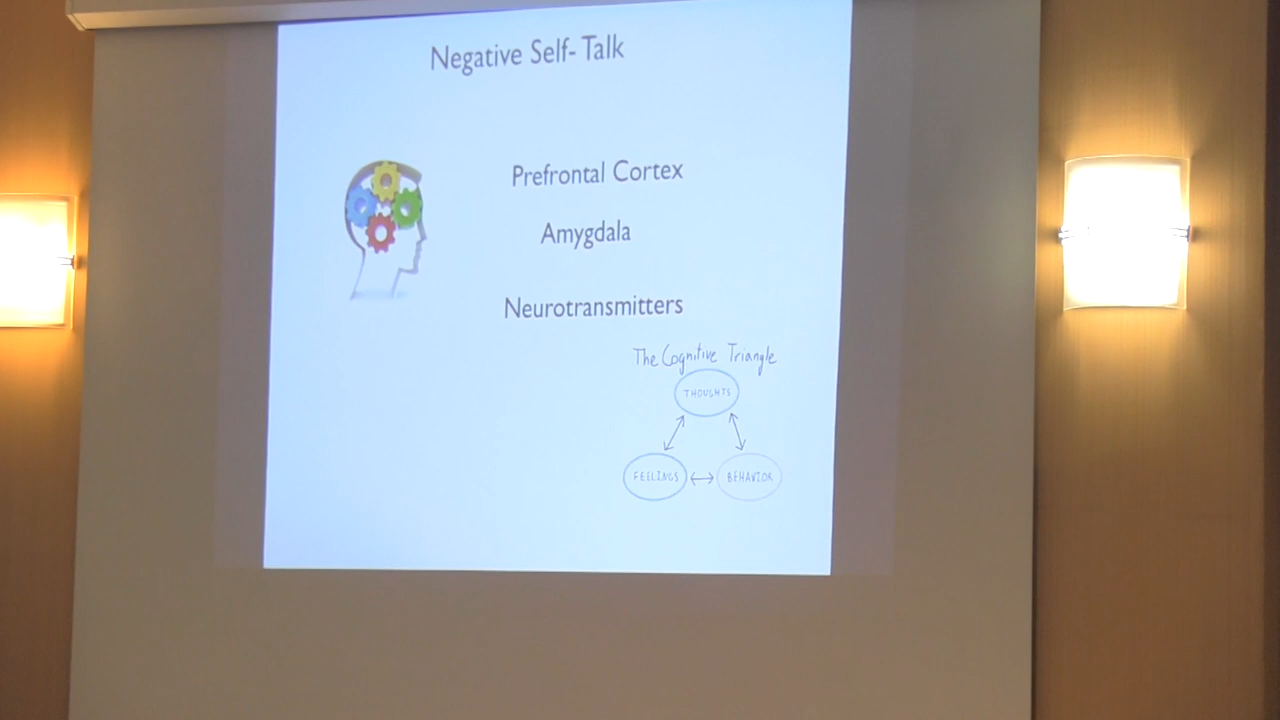 Negative Self- Talk
Prefrontal Cortex
Amygdala
Neurotransmitters
The Cognitive Triangle
THOUGHTS
FEELINGS
BEHAVIOR